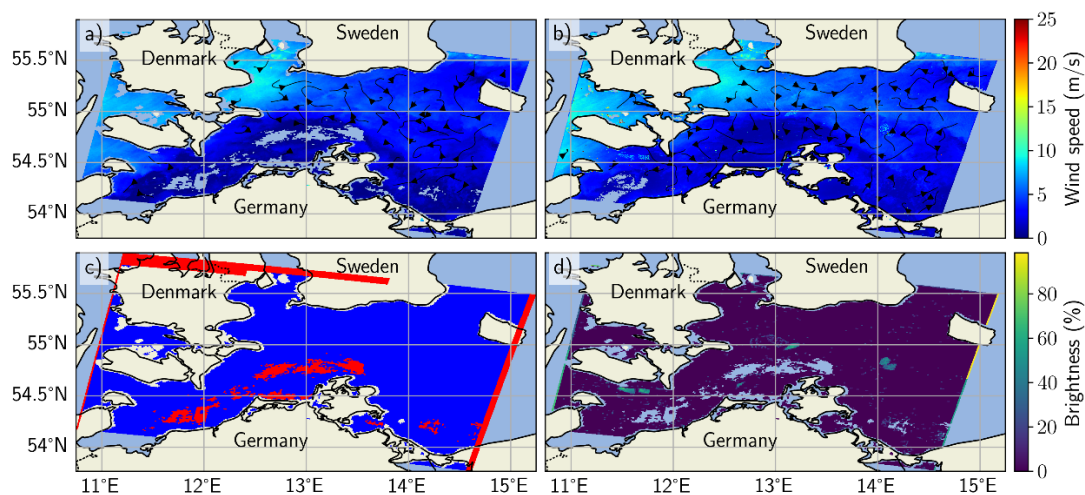 a)
Sweden
Denmark
Germany
55.5°N
55°N
54.5°N
54°N
b)
Sweden
Denmark
Germany
25
20
15
10
5
0
Wind speed (m/s)
c)
Sweden
Denmark
Germany
55.5°N
55°N
54.5°N
54°N
11°E 12°E 13°E 14°E 15°E
d)
Sweden
Denmark
Germany
11°E 12°E 13°E 14°E 15°E
80
60
40
20
0
Brightness (%)